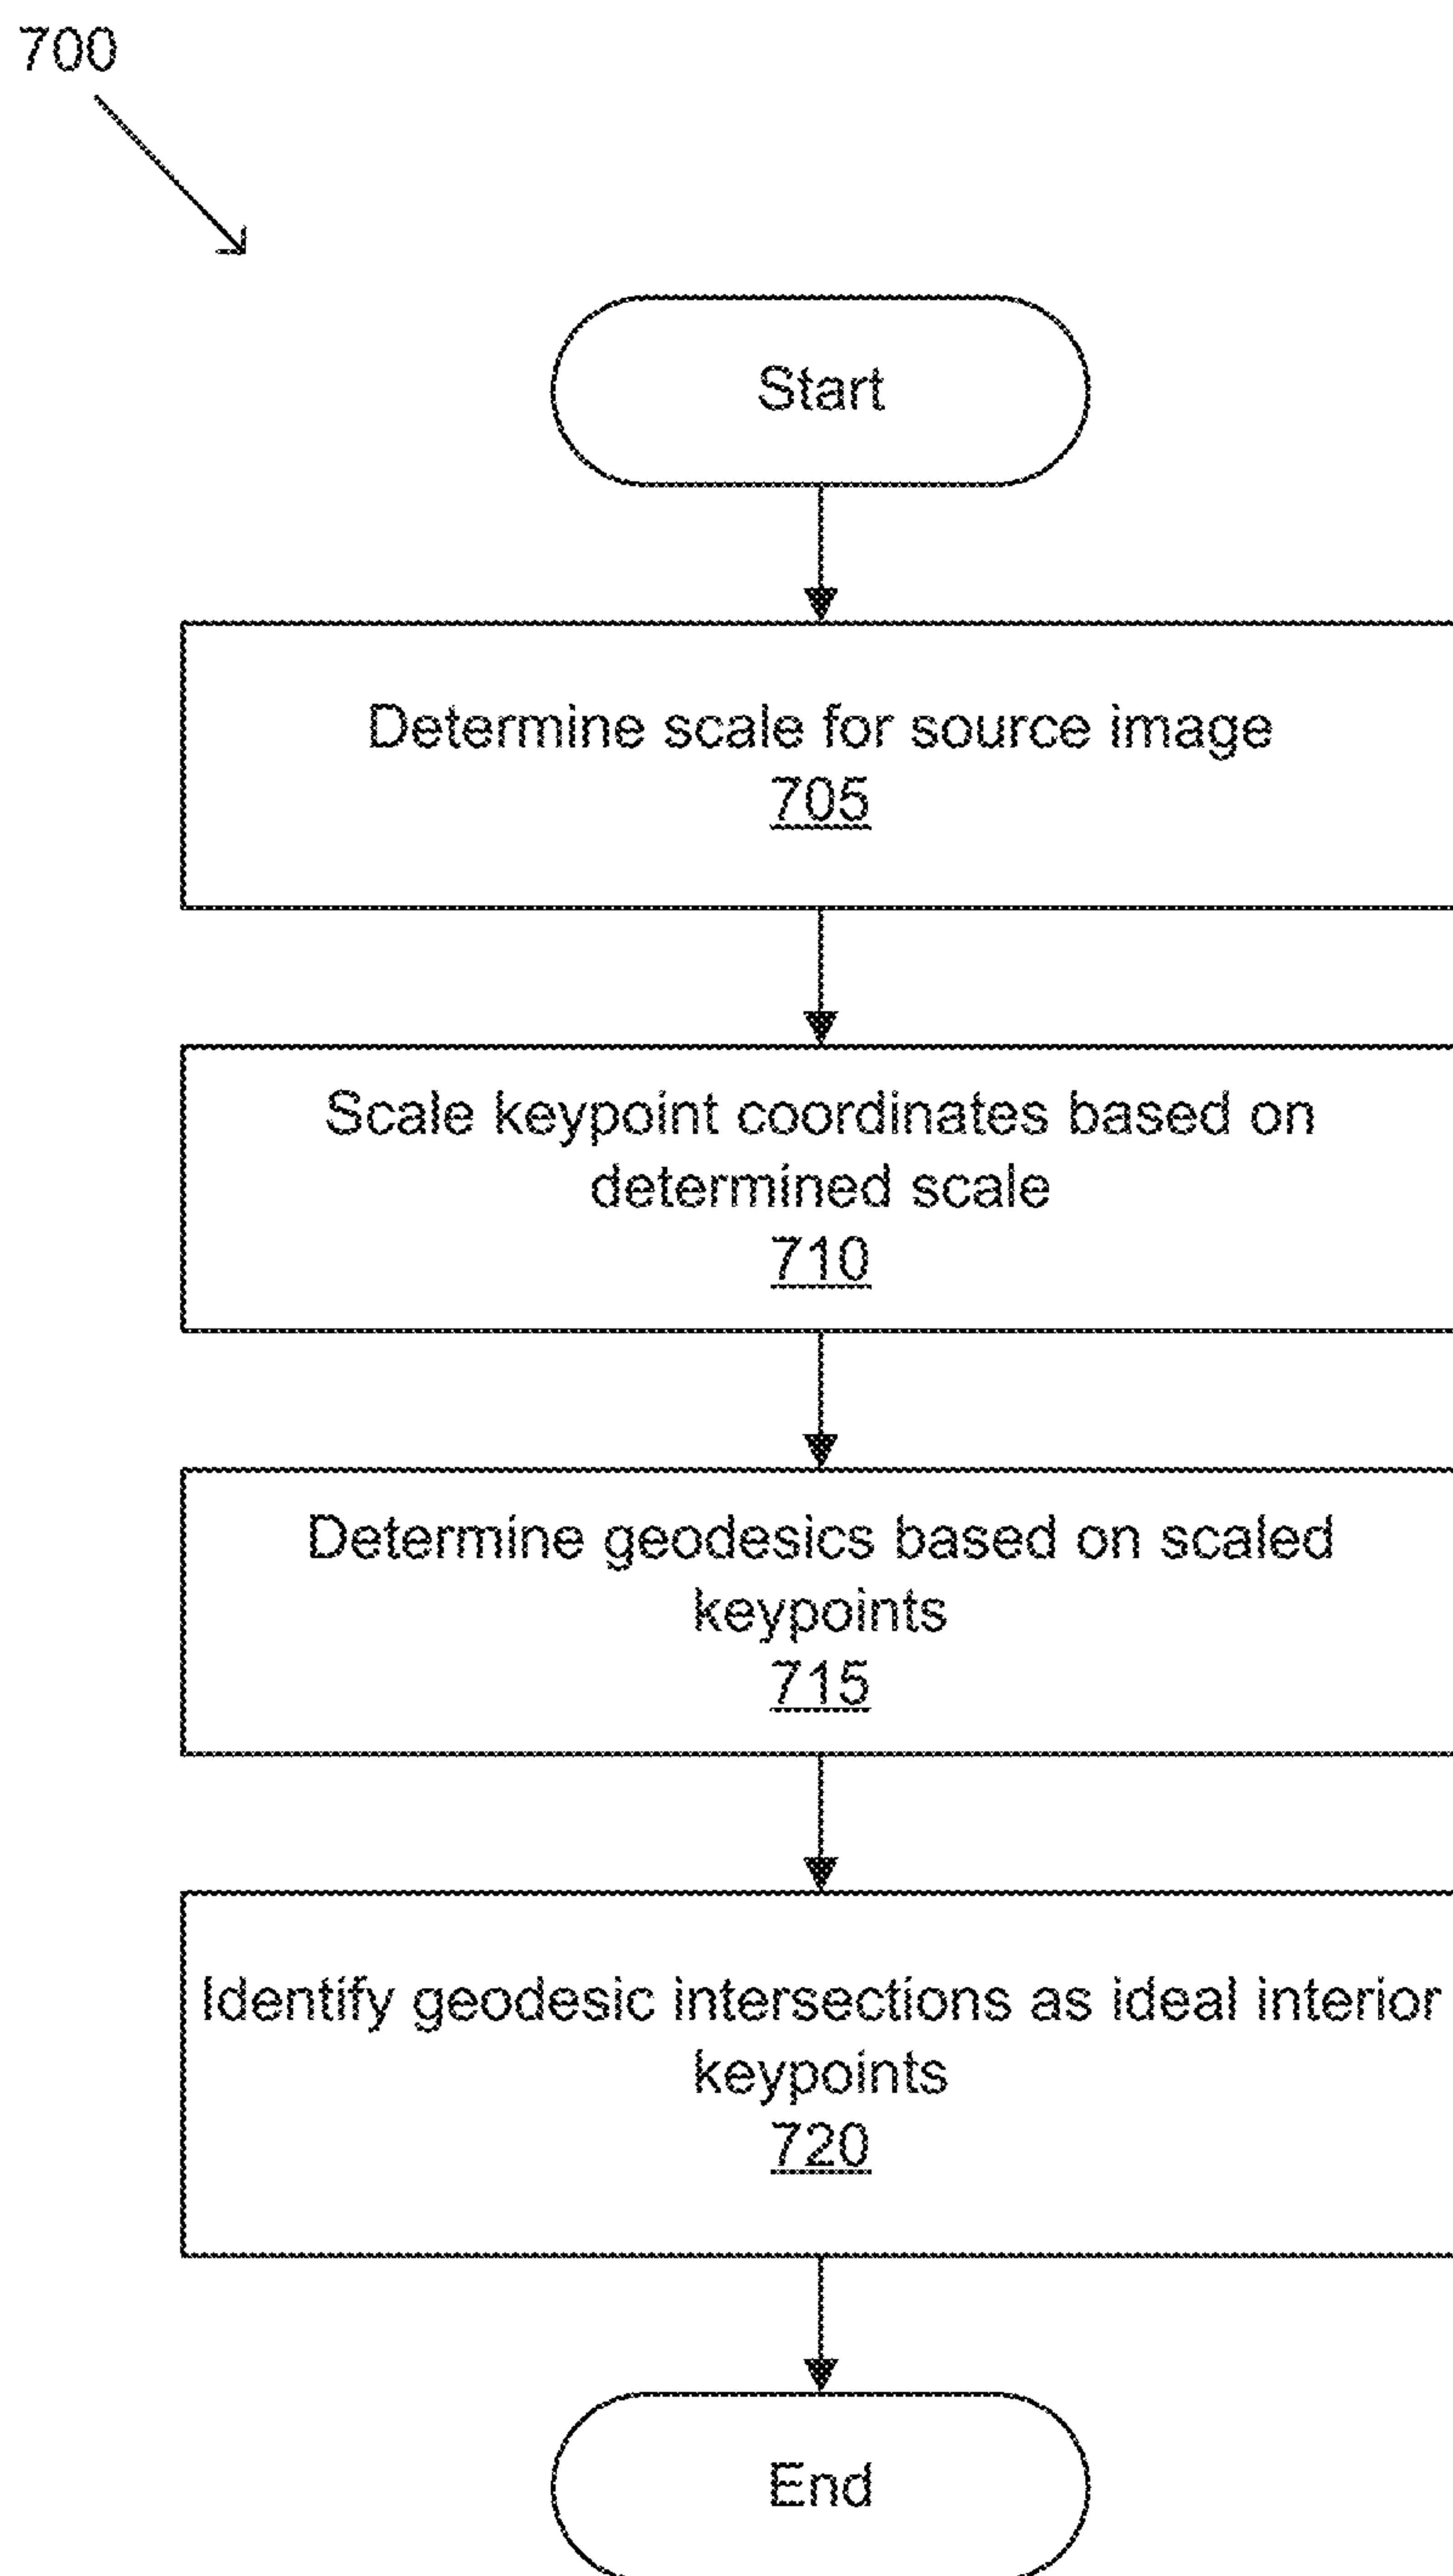 700
Start
Determine scale for source image
705
Scale keypoint coordinates based on
determined scale
710
Determine geodesics based on scaled
keypoints
715
Identify geodesic intersections as ideal interior
keypoints
720
End